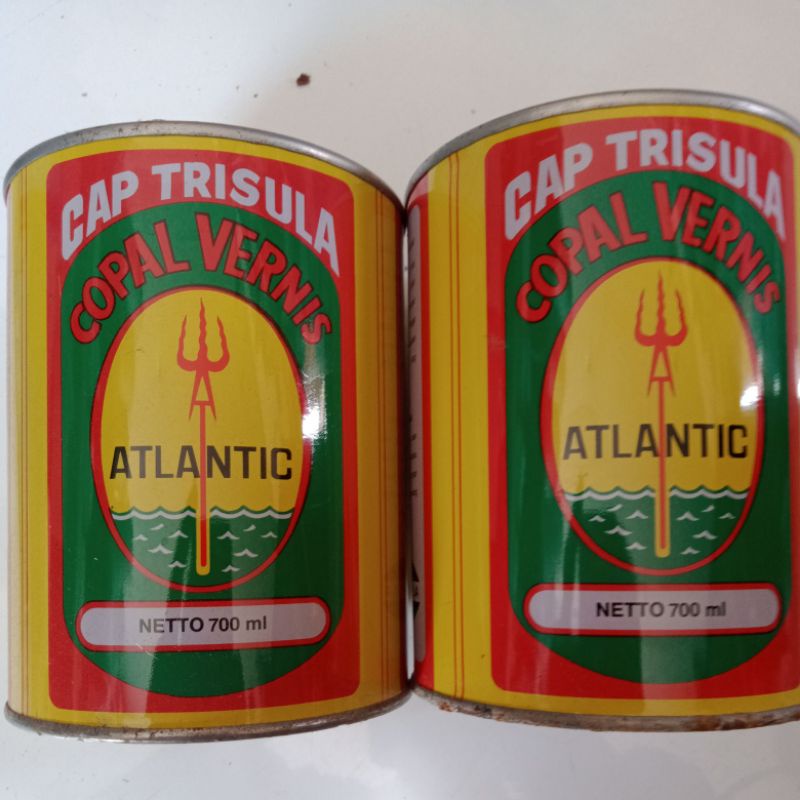 CAP TRISULA
COPAL VERNIS
ATLANTIC
NETTO 700 ml
CAP TRISULA
COPAL VERNIS
ATLANTIC
NETTO 700 ml